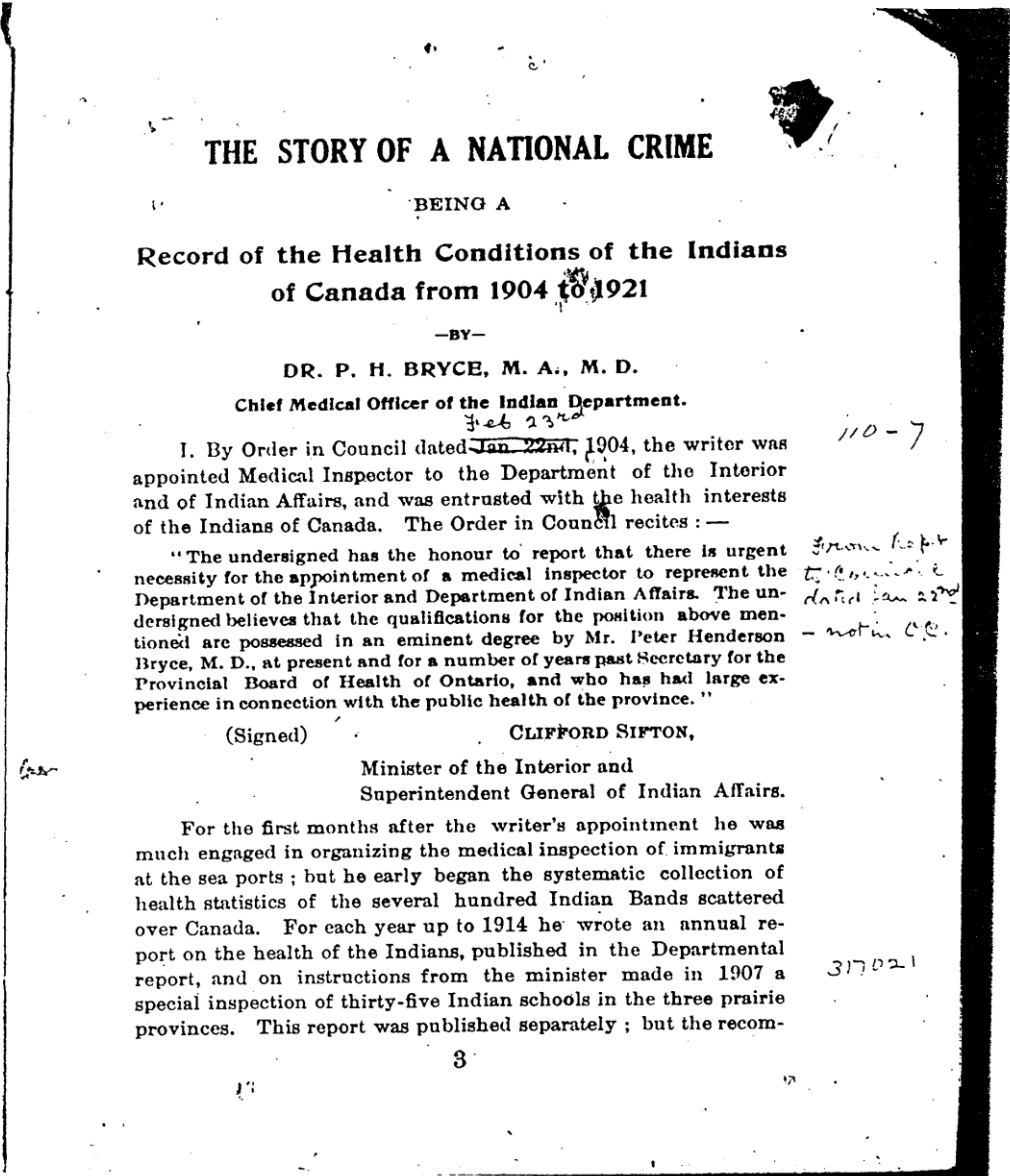 THE STORY OF A NATIONAL CRIME
BEING A
Record of the Health Conditions of the Indians
of Canada from 1904 to 1921
—BY—
DR. P. H. BRYCE, M. A., M. D.
Chief Medical Officer of the Indian Department.
Feb 23rd
I. By Order in Council dated Jan. 22nd, 1904, the writer was
110 - 7
appointed Medical Inspector to the Department of the Interior
and of Indian Affairs, and was entrusted with the health interests
of the Indians of Canada. The Order in Council recites : —
"The undersigned has the honour to report that there is urgent
From Rept
necessity for the appointment of a medical inspector to represent the
to Council
Department of the Interior and Department of Indian Affairs. The un-
dated Jan 22nd
dersigned believes that the qualifications for the position above men-
tioned are possessed in an eminent degree by Mr. Peter Henderson
- not in O.C.
Bryce, M. D., at present and for a number of years past Secretary for the
Provincial Board of Health of Ontario, and who has had large ex-
perience in connection with the public health of the province. "
(Signed) CLIFFORD SIFTON,
Minister of the Interior and
Superintendent General of Indian Affairs.
For the first months after the writer's appointment he was
much engaged in organizing the medical inspection of immigrants
at the sea ports ; but he early began the systematic collection of
health statistics of the several hundred Indian Bands scattered
over Canada. For each year up to 1914 he wrote an annual re-
port on the health of the Indians, published in the Departmental
report, and on instructions from the minister made in 1907 a
317021
special inspection of thirty-five Indian schools in the three prairie
provinces. This report was published separately ; but the recom-
3